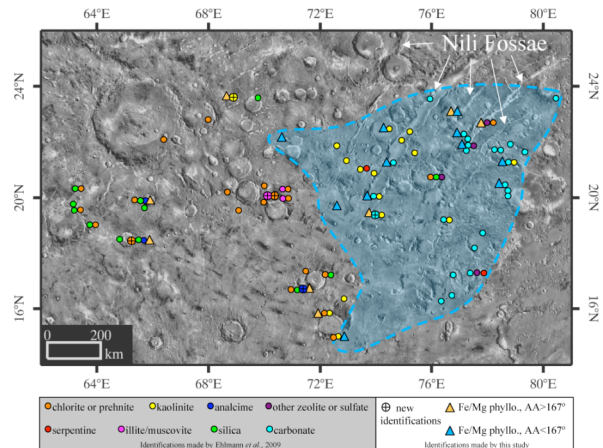 64°E 68°E 72°E 76°E 80°E
Nili Fossae
24°N 24°N
20°N 20°N
16°N 16°N
0 200
km
64°E 68°E 72°E 76°E 80°E
chlorite or prehnite kaolinite analcime other zeolite or sulfate
serpentine illite/muscovite silica carbonate
Identifications made by Ehlmann et al., 2009
new
identifications
Fe/Mg phyllo., AA>167°
Fe/Mg phyllo., AA<167°
Identifications made by this study